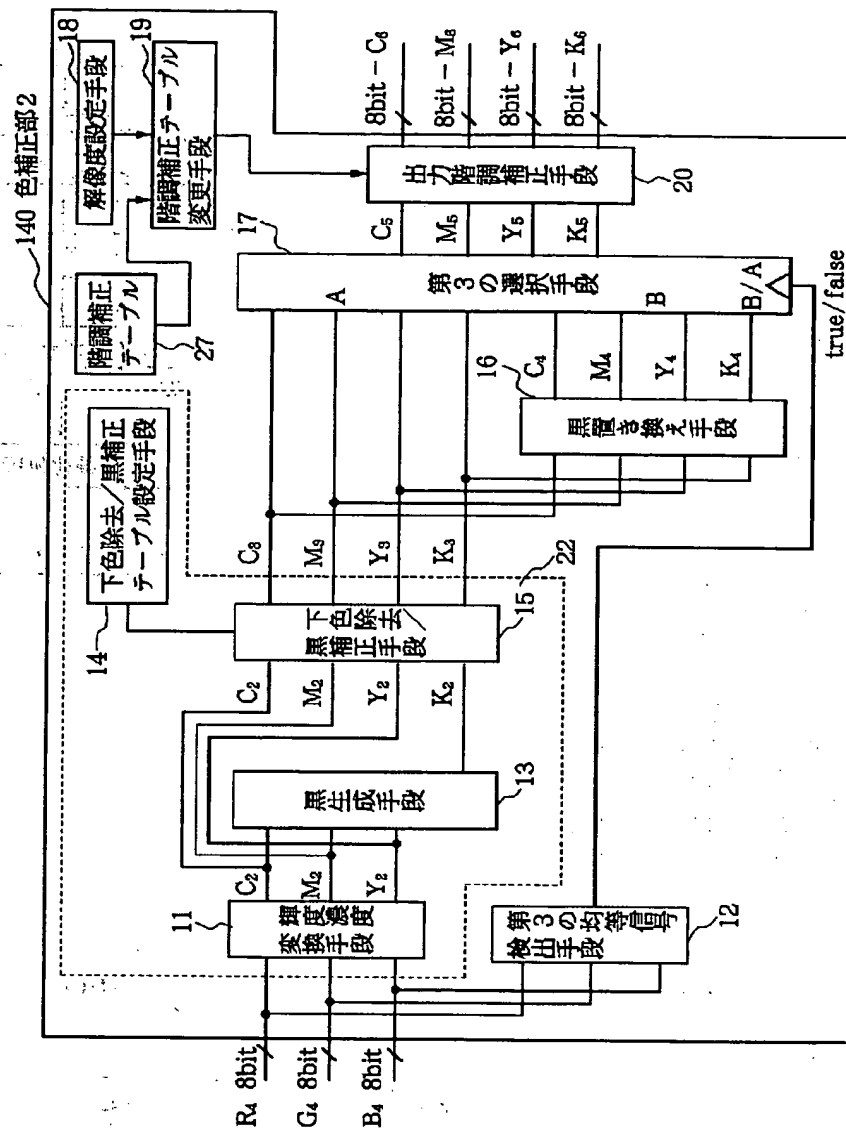 140 色補正部2
18
解像度設定手段
19
階調補正テーブル
変更手段
階調補正
テーブル
27
下色除去／黒補正
テーブル設定手段
14
R₄ 8bit
G₄ 8bit
B₄ 8bit
11
輝度濃度
変換手段
C₂
M₂
Y₂
黒生成手段
13
C₂
M₂
Y₂
K₂
下色除去／
黒補正手段
15
22
C₃
M₃
Y₃
K₃
16
黒置き換え手段
C₄
M₄
Y₄
K₄
17
第3の選択手段
A
B
B/A
true/false
C₅
M₅
Y₅
K₅
出力階調補正手段
20
8bit－C₆
8bit－M₆
8bit－Y₆
8bit－K₆
第3の均等信号
検出手段
12